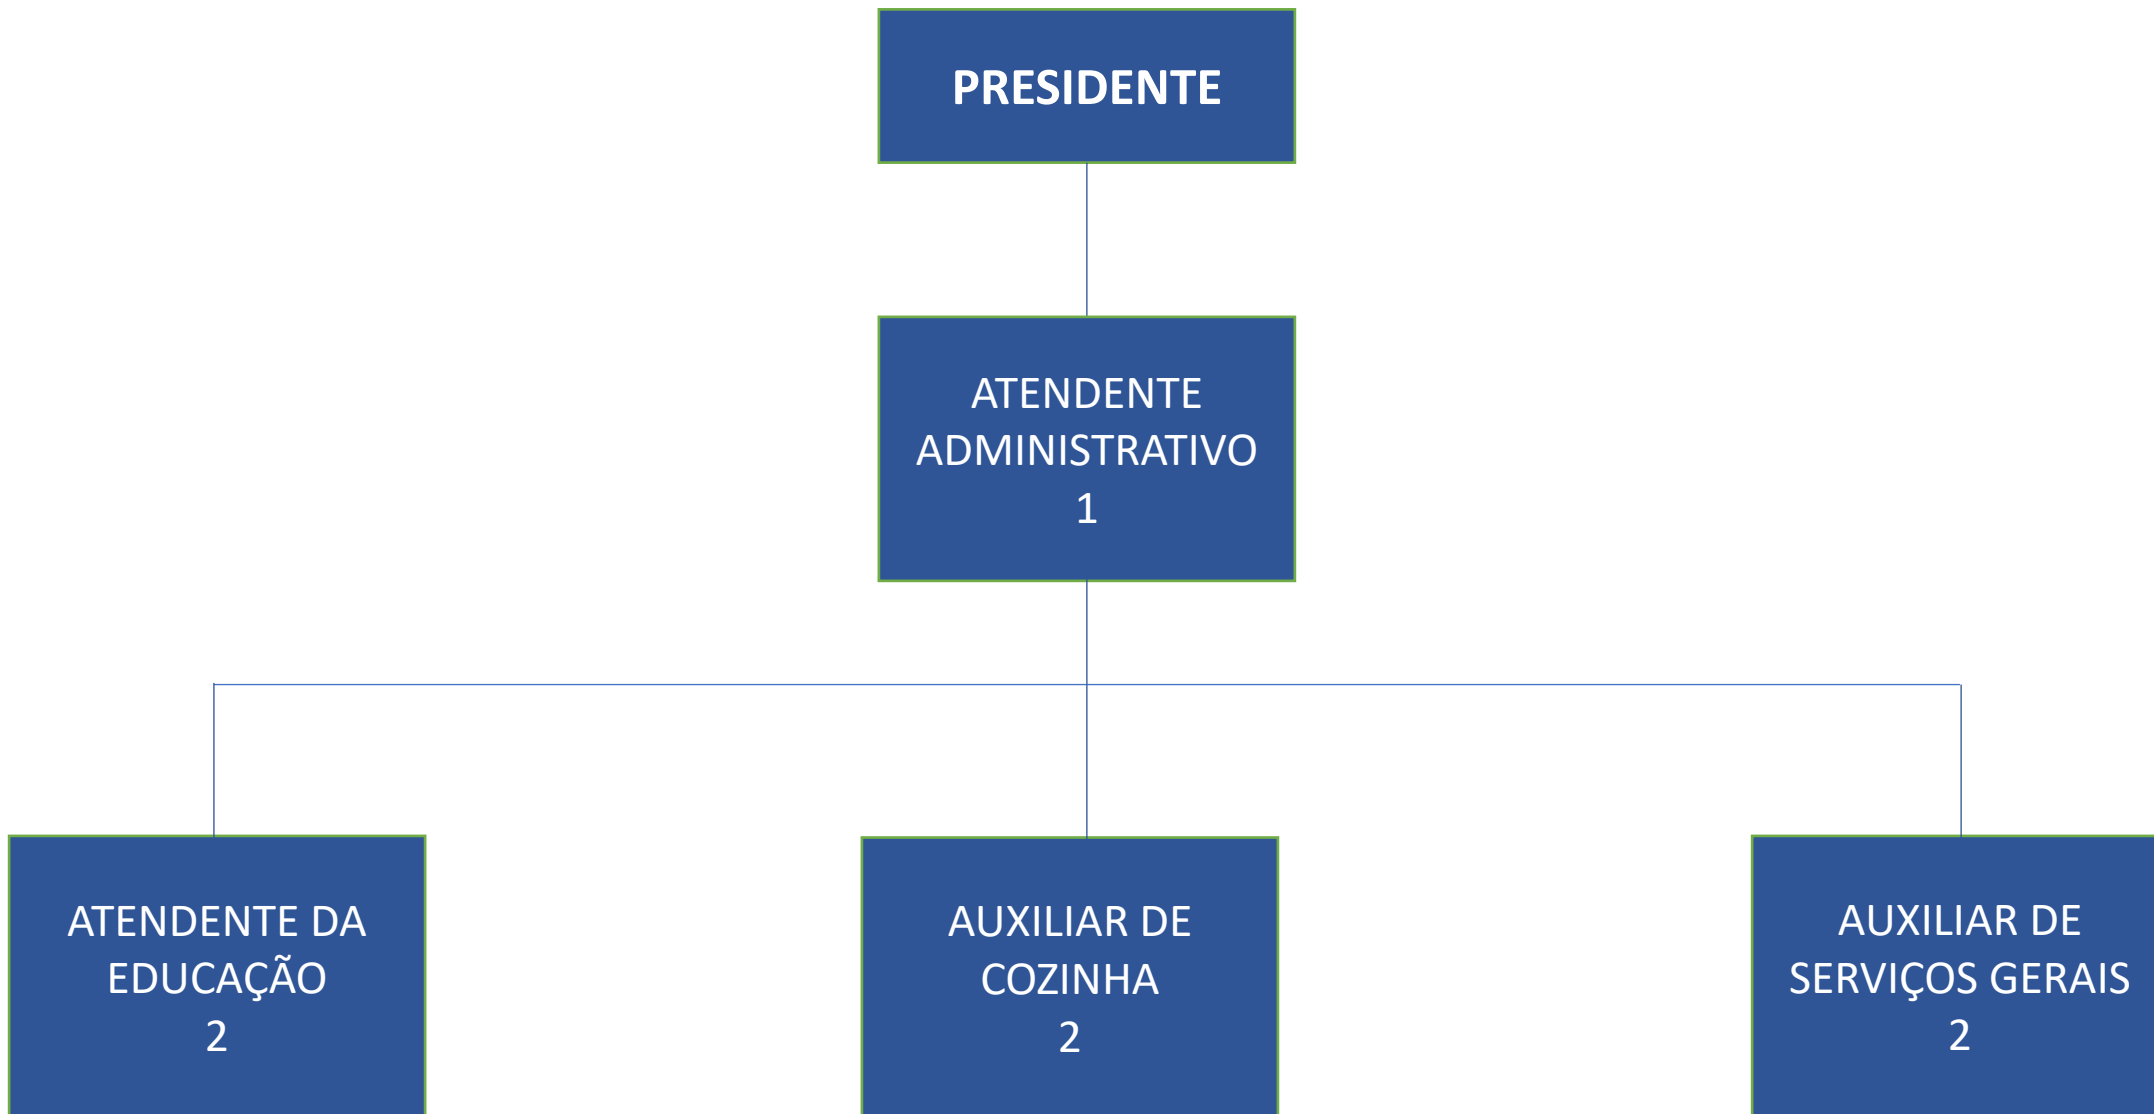 PRESIDENTE
ATENDENTE
ADMINISTRATIVO
1
ATENDENTE DA
EDUCAÇÃO
2
AUXILIAR DE
COZINHA
2
AUXILIAR DE
SERVIÇOS GERAIS
2